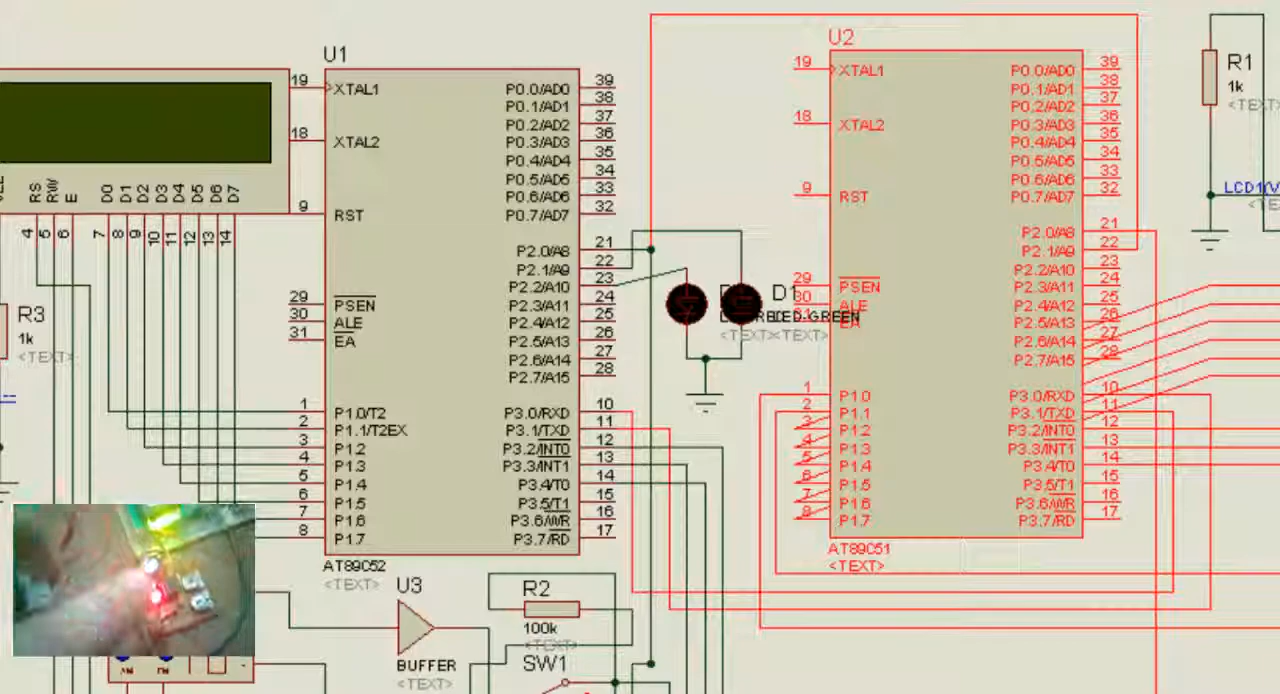 U1
19
XTAL1
18
XTAL2
9
RST
29
PSEN
30
ALE
31
EA
1
P1.0/T2
2
P1.1/T2EX
3
P1.2
4
P1.3
5
P1.4
6
P1.5
7
P1.6
8
P1.7
P0.0/AD0
39
P0.1/AD1
38
P0.2/AD2
37
P0.3/AD3
36
P0.4/AD4
35
P0.5/AD5
34
P0.6/AD6
33
P0.7/AD7
32
P2.0/A8
21
P2.1/A9
22
P2.2/A10
23
P2.3/A11
24
P2.4/A12
25
P2.5/A13
26
P2.6/A14
27
P2.7/A15
28
P3.0/RXD
10
P3.1/TXD
11
P3.2/INT0
12
P3.3/INT1
13
P3.4/T0
14
P3.5/T1
15
P3.6/WR
16
P3.7/RD
17
AT89C52
<TEXT>
RS
RW
E
D0
D1
D2
D3
D4
D5
D6
D7
4
5
6
7
8
9
10
11
12
13
14
R3
1k
<TEXT>
U3
BUFFER
<TEXT>
R2
100k
<TEXT>
SW1
D1
<TEXT>
<TEXT>
U2
19
XTAL1
18
XTAL2
9
RST
29
PSEN
30
ALE
31
EA
1
P1.0
2
P1.1
3
P1.2
4
P1.3
5
P1.4
6
P1.5
7
P1.6
8
P1.7
P0.0/AD0
39
P0.1/AD1
38
P0.2/AD2
37
P0.3/AD3
36
P0.4/AD4
35
P0.5/AD5
34
P0.6/AD6
33
P0.7/AD7
32
P2.0/A8
21
P2.1/A9
22
P2.2/A10
23
P2.3/A11
24
P2.4/A12
25
P2.5/A13
26
P2.6/A14
27
P2.7/A15
28
P3.0/RXD
10
P3.1/TXD
11
P3.2/INT0
12
P3.3/INT1
13
P3.4/T0
14
P3.5/T1
15
P3.6/WR
16
P3.7/RD
17
AT89C51
<TEXT>
R1
1k
<TEXT>